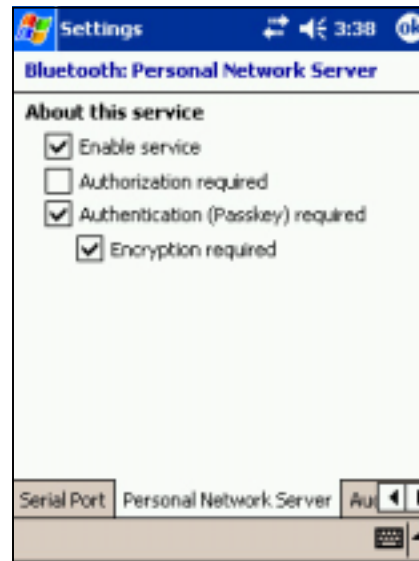 Settings 3:38 ok
Bluetooth: Personal Network Server
About this service
Enable service
Authorization required
Authentication (Passkey) required
Encryption required
Serial Port Personal Network Server